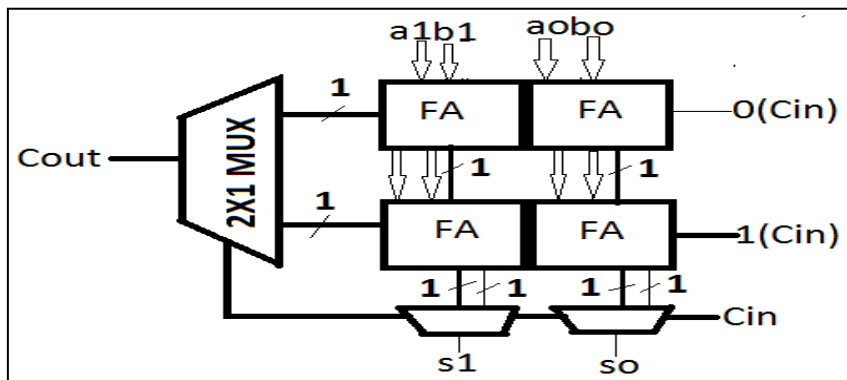 a1b1 aobo
1
FA FA 0(Cin)
Cout
2X1 MUX
1 1
1
FA FA 1(Cin)
1 1 1 1
Cin
s1 so